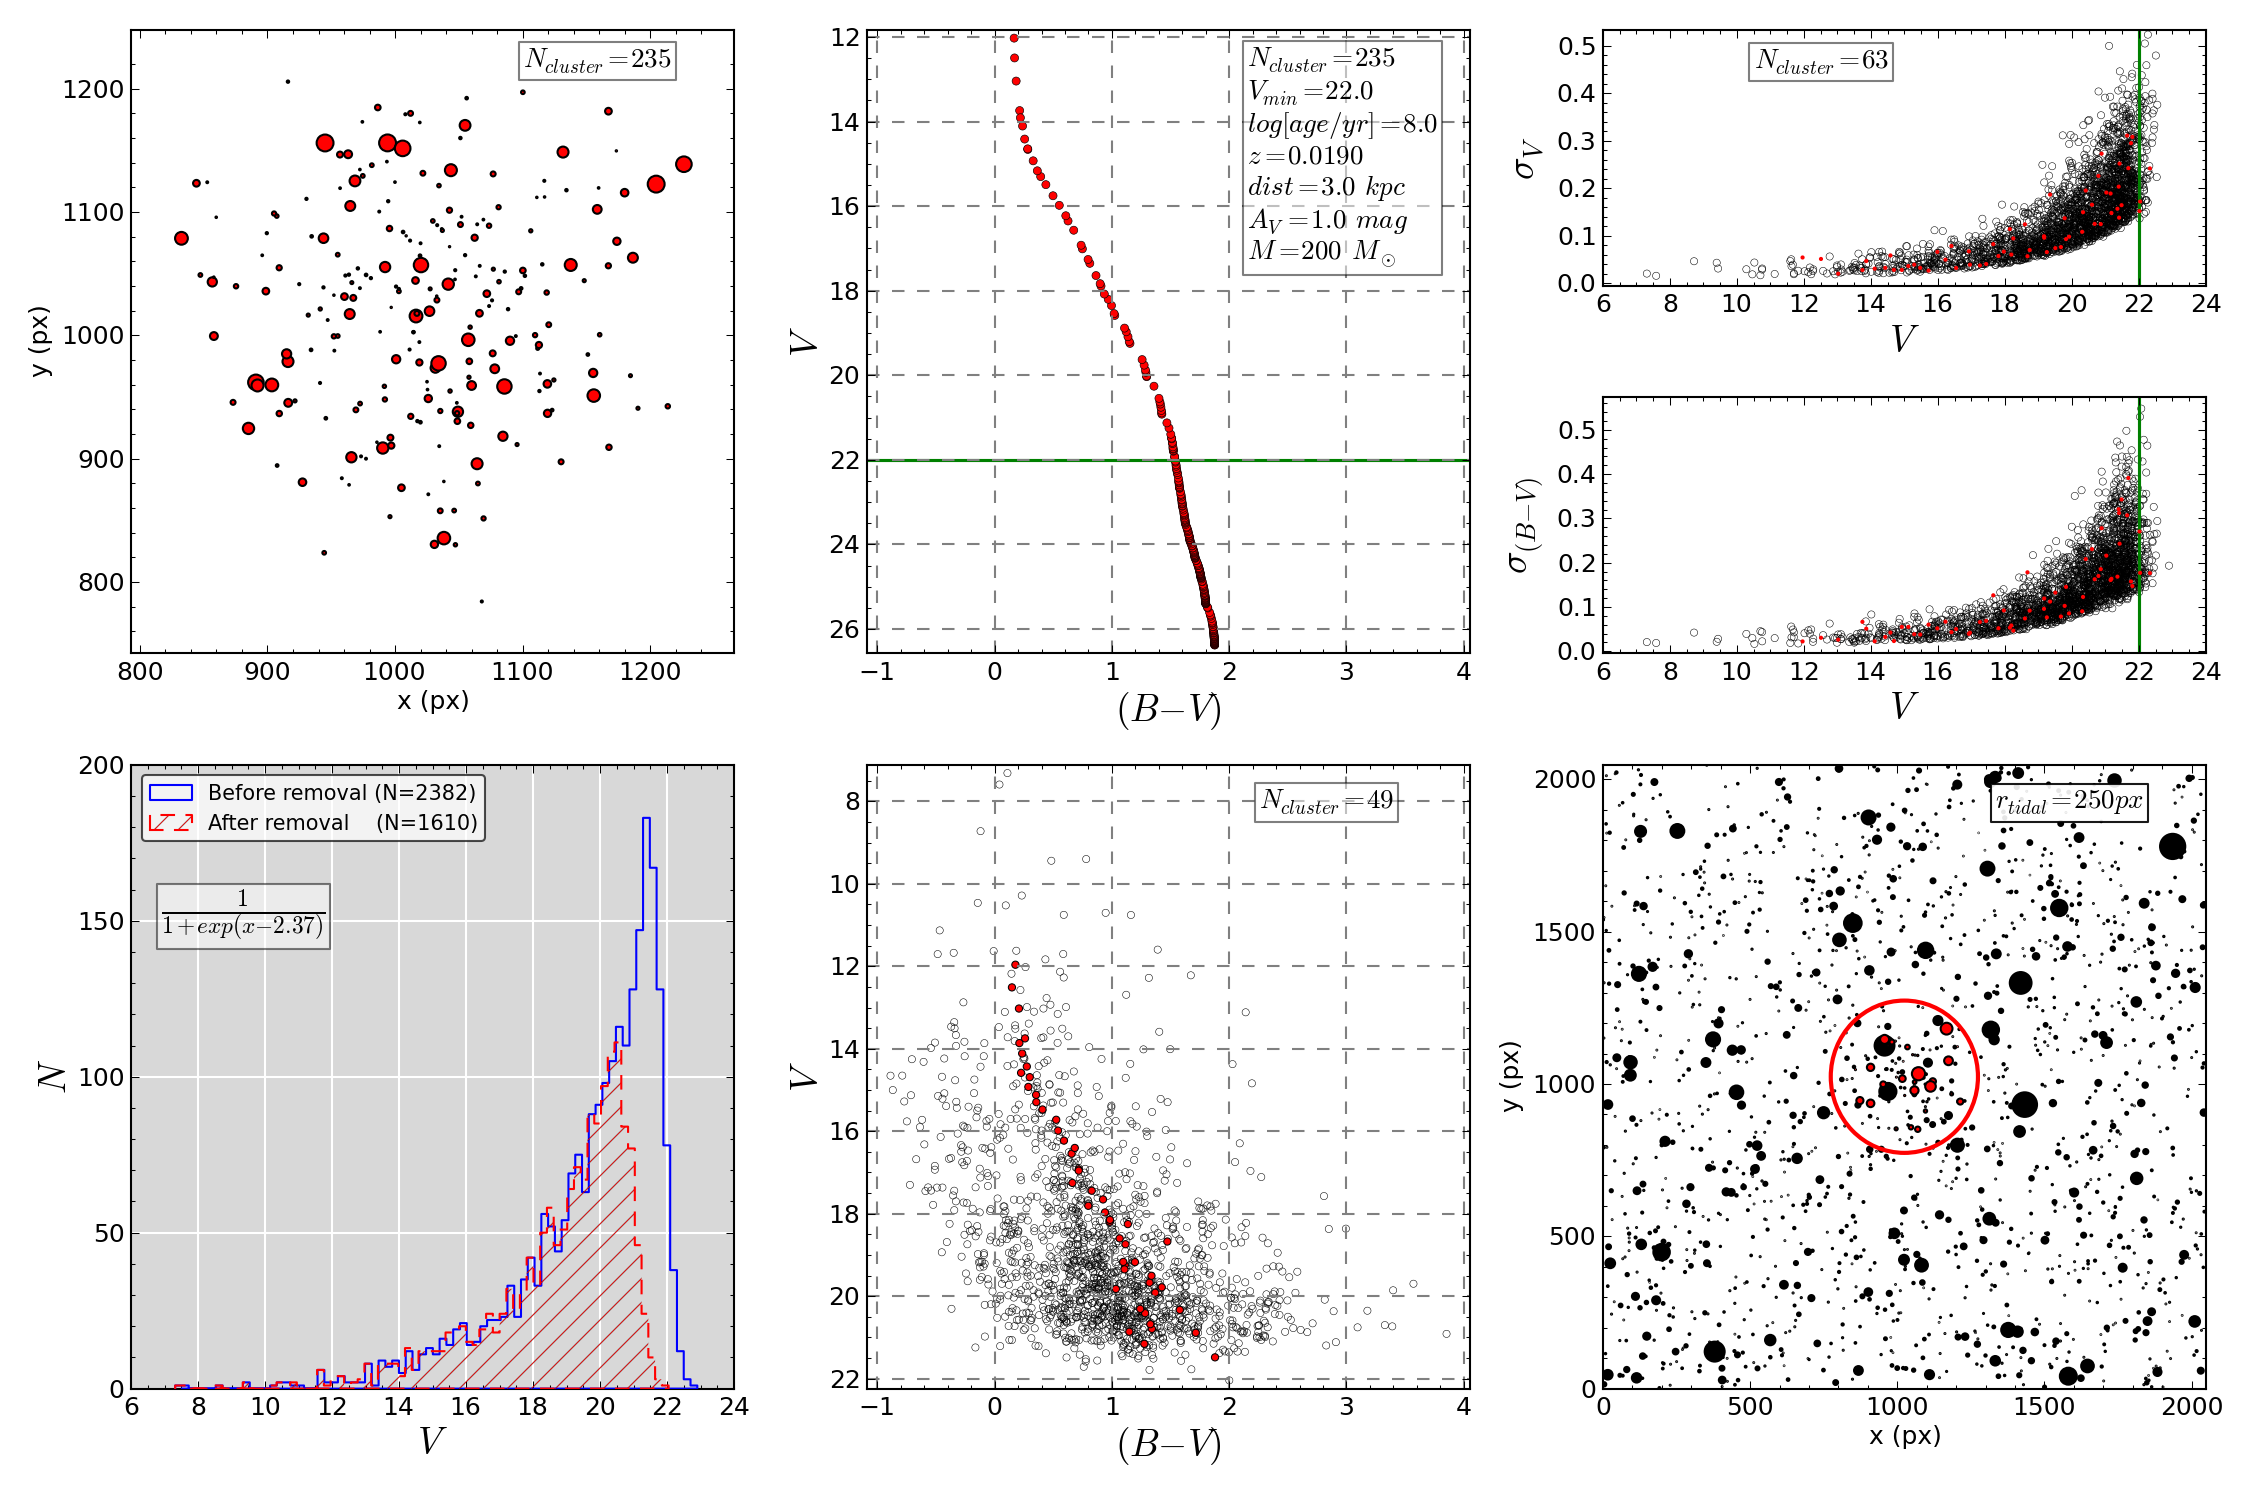 N_cluster=235
1200
1100
1000
900
800
y (px)
800 900 1000 1100 1200
x (px)
N_cluster=235
V_min=22.0
log[age/yr]=8.0
z=0.0190
dist=3.0 kpc
A_V=1.0 mag
M=200 M_⊙
12
14
16
18
20
22
24
26
V
−1 0 1 2 3 4
(B−V)
N_cluster=63
0.5
0.4
0.3
0.2
0.1
0.0
σ_V
6 8 10 12 14 16 18 20 22 24
V
0.5
0.4
0.3
0.2
0.1
0.0
σ_(B−V)
6 8 10 12 14 16 18 20 22 24
V
Before removal (N=2382)
After removal (N=1610)
1
1+exp(x−2.37)
200
150
100
50
0
N
6 8 10 12 14 16 18 20 22 24
V
N_cluster=49
8
10
12
14
16
18
20
22
V
−1 0 1 2 3 4
(B−V)
r_tidal=250px
2000
1500
1000
500
0
y (px)
0 500 1000 1500 2000
x (px)